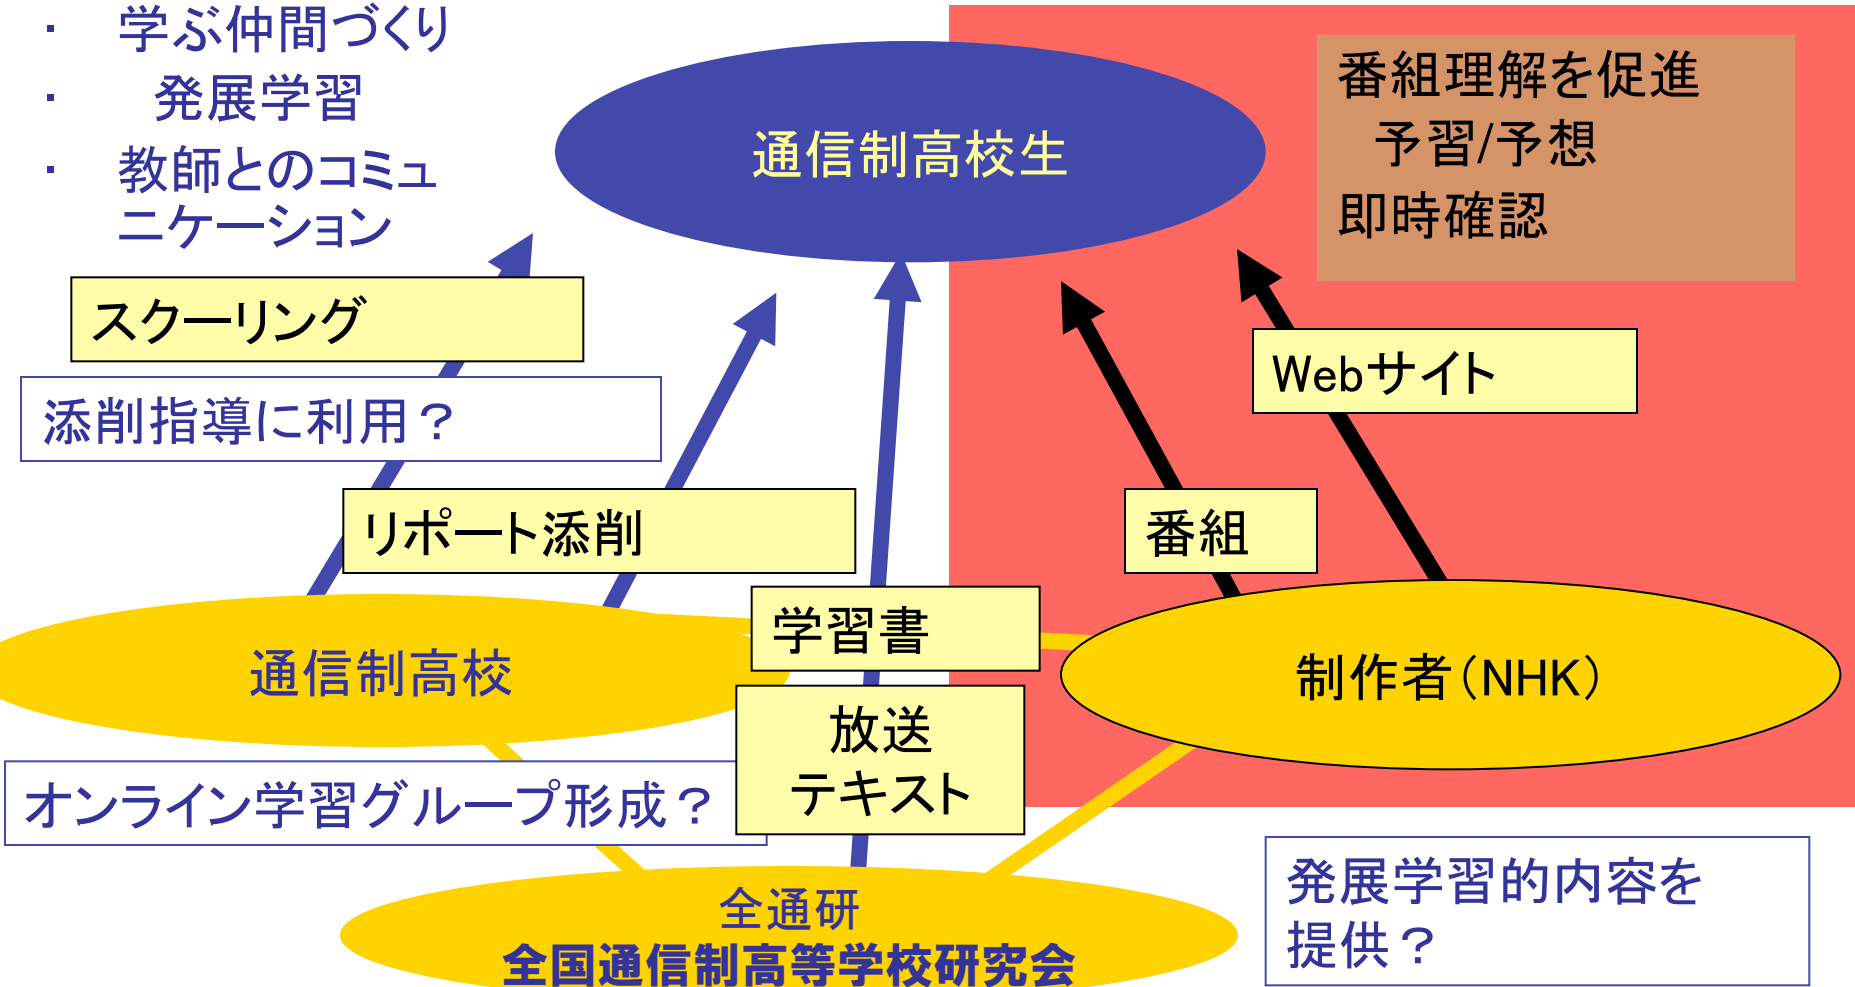 ・ 学ぶ仲間づくり
・ 発展学習
・ 教師とのコミュ
ニケーション
通信制高校生
番組理解を促進
予習/予想
即時確認
スクーリング
Webサイト
添削指導に利用？
リポート添削
番組
学習書
通信制高校
制作者（NHK）
放送
テキスト
オンライン学習グループ形成？
発展学習的内容を
提供？
全通研
全国通信制高等学校研究会